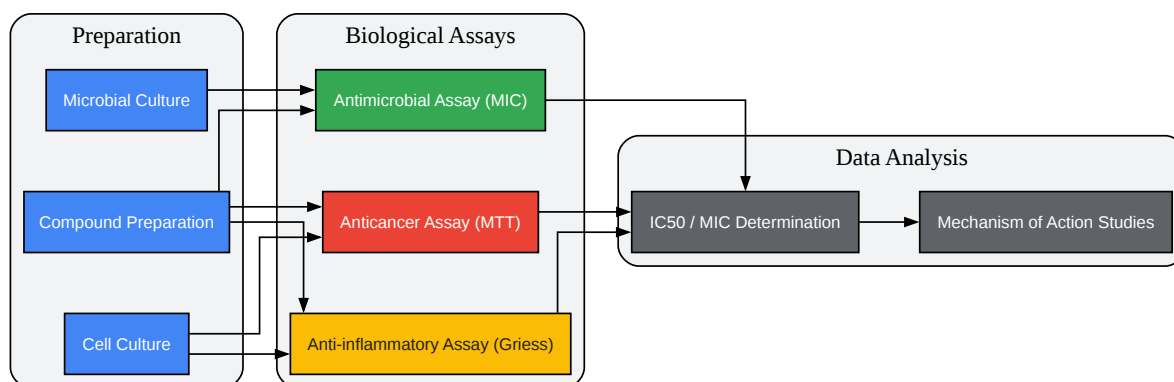 Preparation
Microbial Culture
Compound Preparation
Cell Culture
Biological Assays
Antimicrobial Assay (MIC)
Anticancer Assay (MTT)
Anti-inflammatory Assay (Griess)
Data Analysis
IC50 / MIC Determination
Mechanism of Action Studies